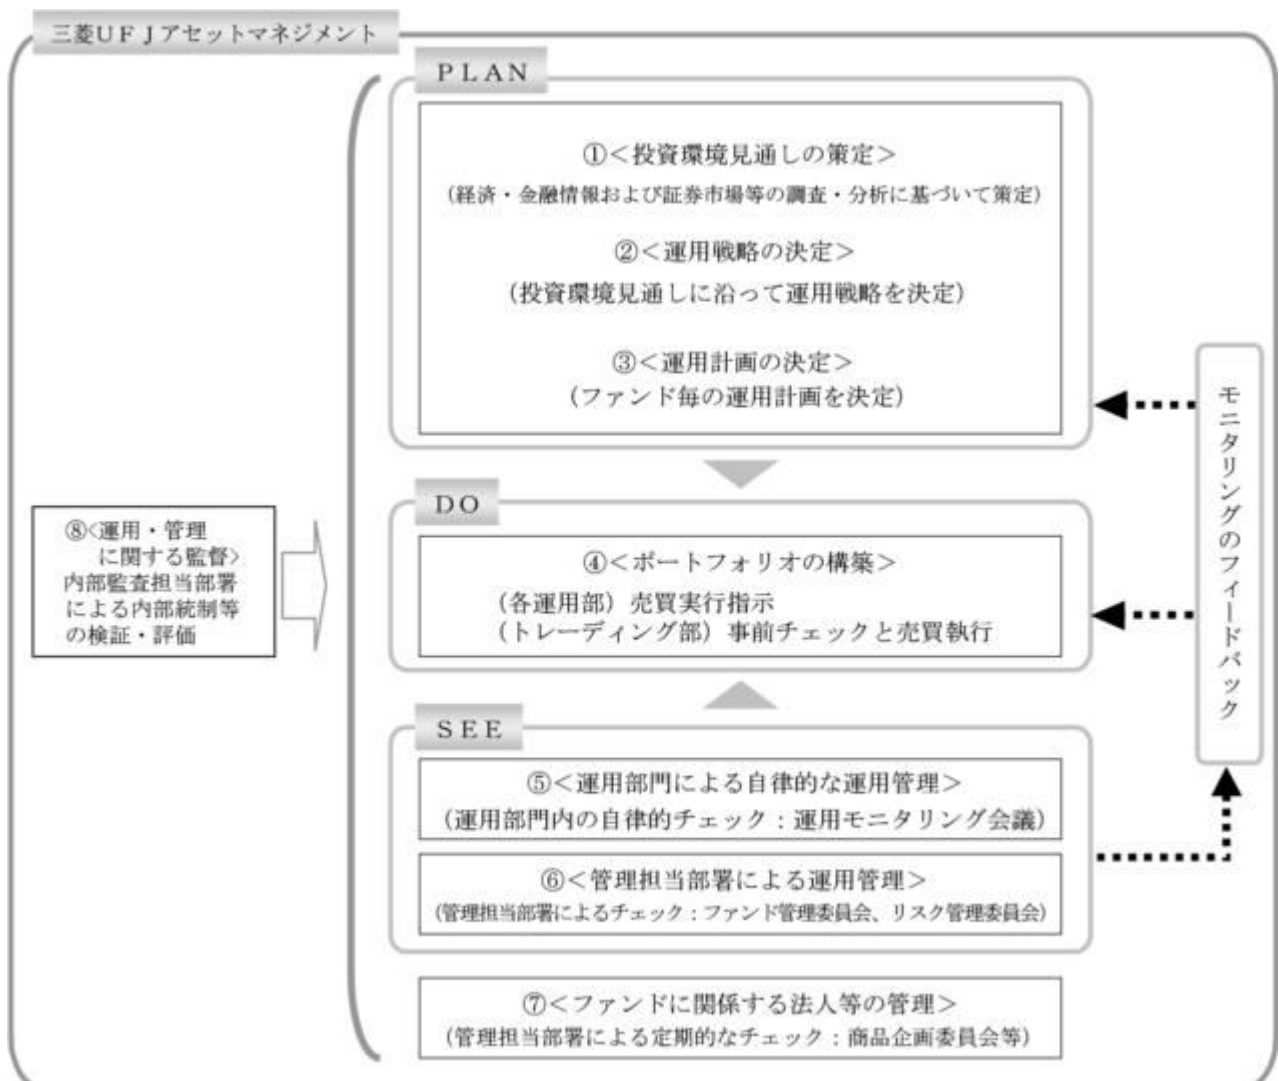 三菱ＵＦＪアセットマネジメント
ＰＬＡＮ
①＜投資環境見通しの策定＞
（経済・金融情報および証券市場等の調査・分析に基づいて策定）
②＜運用戦略の決定＞
（投資環境見通しに沿って運用戦略を決定）
③＜運用計画の決定＞
（ファンド毎の運用計画を決定）
ＤＯ
④＜ポートフォリオの構築＞
（各運用部）売買実行指示
（トレーディング部）事前チェックと売買執行
ＳＥＥ
⑤＜運用部門による自律的な運用管理＞
（運用部門内の自律的チェック：運用モニタリング会議）
⑥＜管理担当部署による運用管理＞
（管理担当部署によるチェック：ファンド管理委員会、リスク管理委員会）
⑦＜ファンドに関係する法人等の管理＞
（管理担当部署による定期的なチェック：商品企画委員会等）
⑧<運用・管理
に関する監督>
内部監査担当部署
による内部統制等
の検証・評価
モニタリングのフィードバック